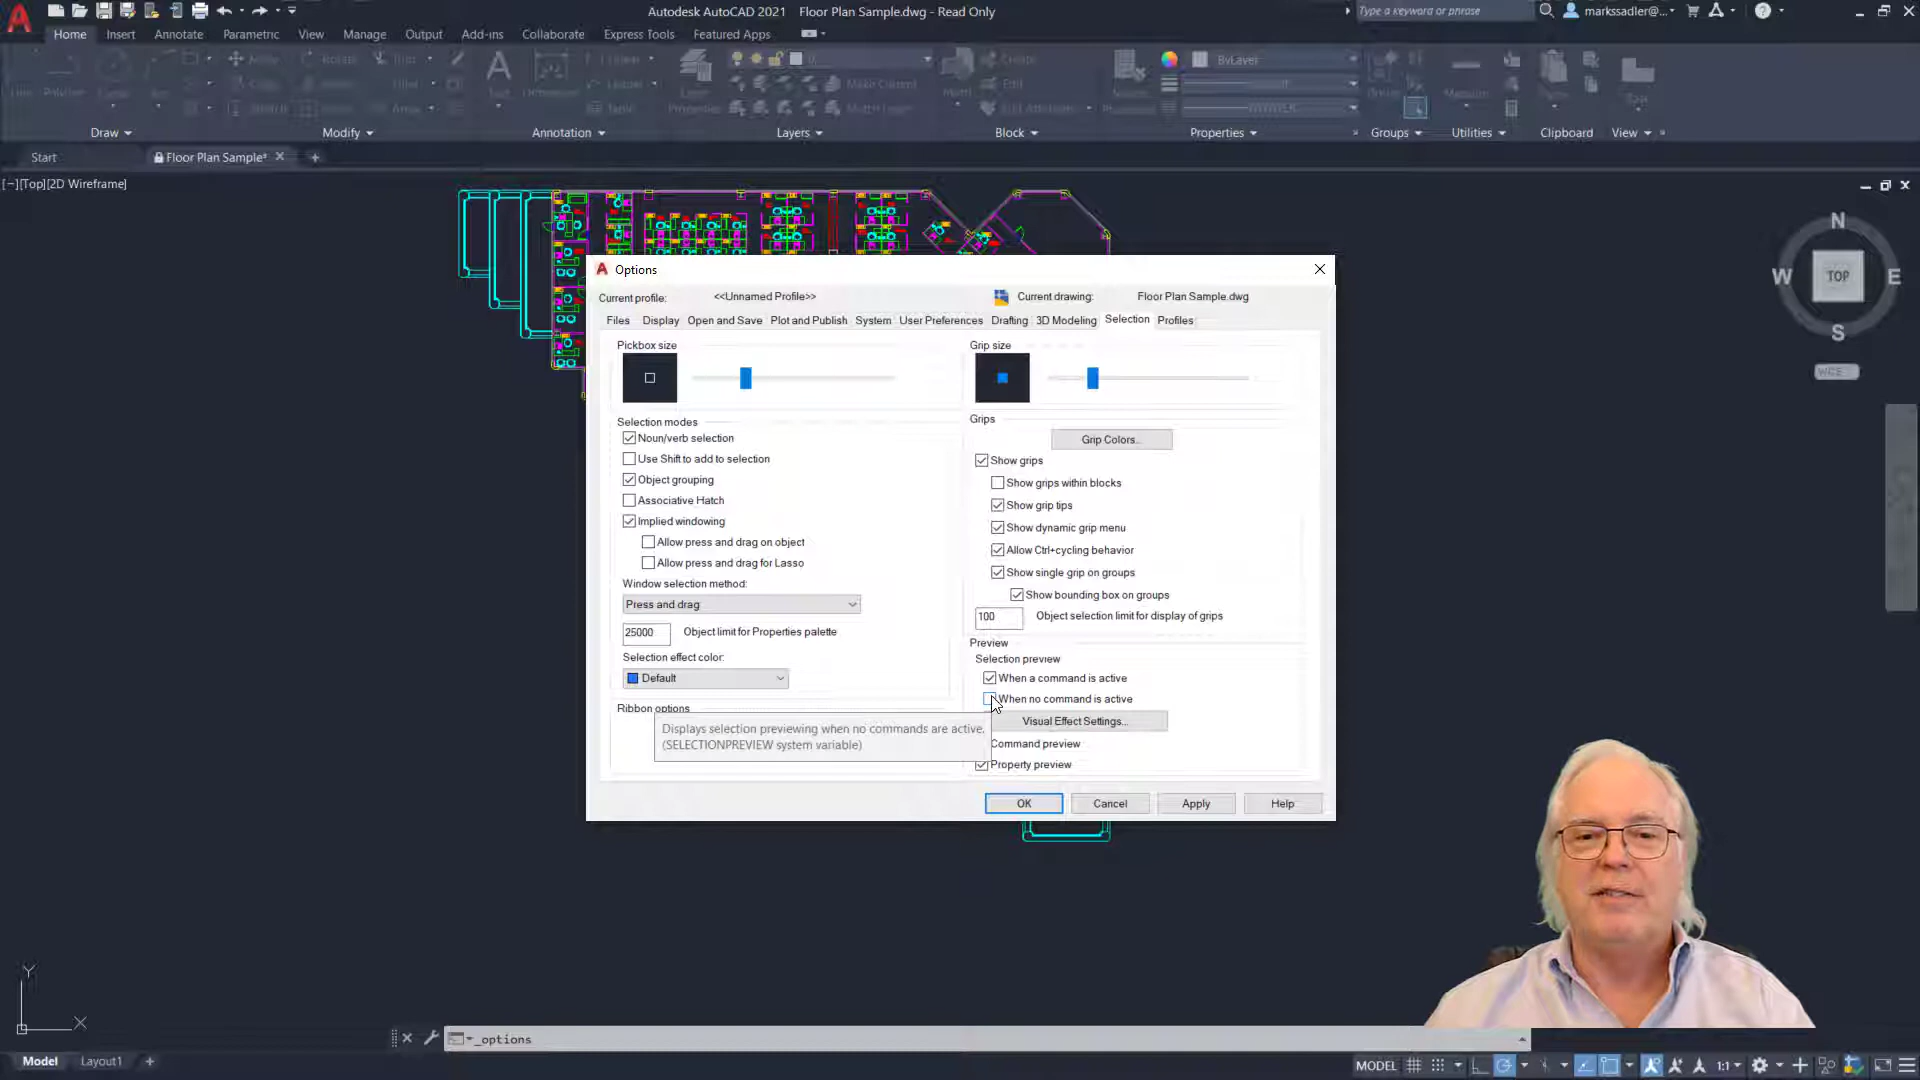 Autodesk AutoCAD 2021 Floor Plan Sample.dwg - Read Only
Type a keyword or phrase
markssadler@...
Home Insert Annotate Parametric View Manage Output Add-ins Collaborate Express Tools Featured Apps
ByLayer
Make Current
Edit
Match Layer
Table
Draw Modify Annotation Layers Block Properties Groups Utilities Clipboard View
Start Floor Plan Sample* +
[−][Top][2D Wireframe]
N
W TOP E
S
WCS
Options
Current profile: <<Unnamed Profile>> Current drawing: Floor Plan Sample.dwg
Files Display Open and Save Plot and Publish System User Preferences Drafting 3D Modeling Selection Profiles
Pickbox size
Selection modes
Noun/verb selection
Use Shift to add to selection
Object grouping
Associative Hatch
Implied windowing
Allow press and drag on object
Allow press and drag for Lasso
Window selection method:
Press and drag
25000 Object limit for Properties palette
Selection effect color:
Default
Ribbon options
Displays selection previewing when no commands are active.
(SELECTIONPREVIEW system variable)
Grip size
Grips
Grip Colors...
Show grips
Show grips within blocks
Show grip tips
Show dynamic grip menu
Allow Ctrl+cycling behavior
Show single grip on groups
Show bounding box on groups
100 Object selection limit for display of grips
Preview
Selection preview
When a command is active
When no command is active
Visual Effect Settings...
Command preview
Property preview
OK Cancel Apply Help
Y
X
_options
Model Layout1 +
MODEL 1:1